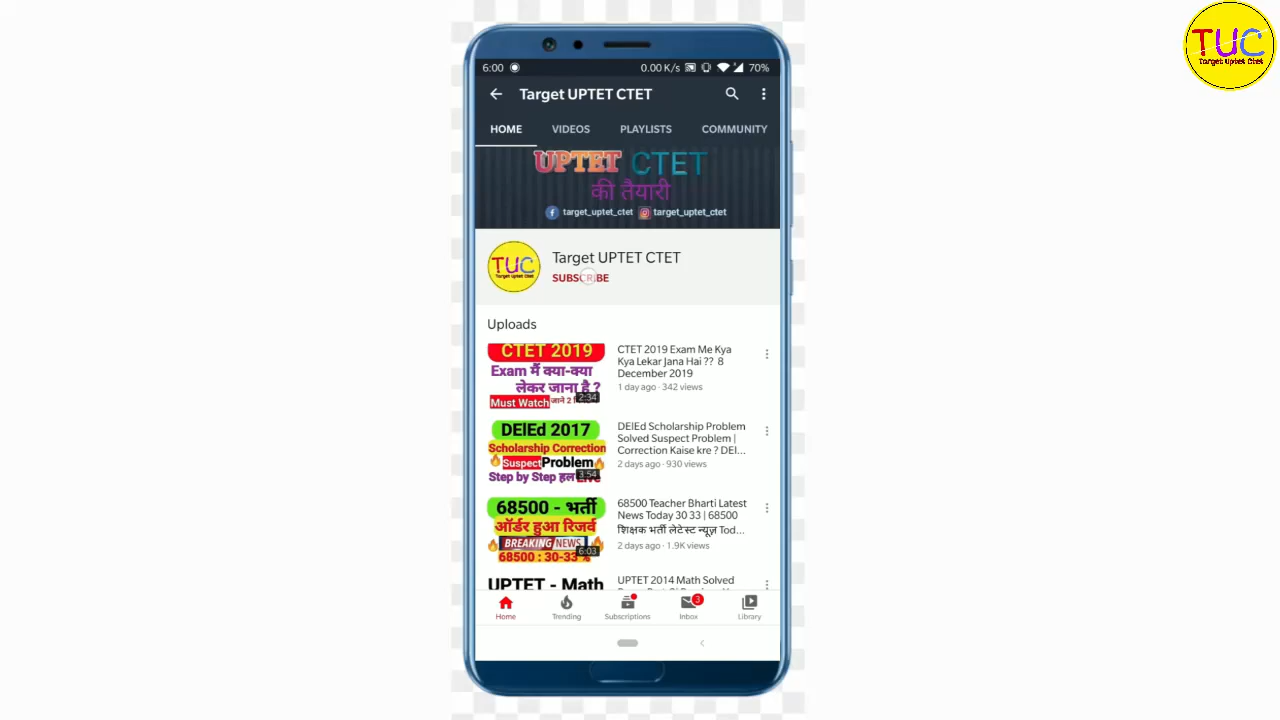 TUC
Target Uptet Ctet
6:00 0.00 K/s 70%
Target UPTET CTET
HOME VIDEOS PLAYLISTS COMMUNITY
UPTET CTET
की तैयारी
target_uptet_ctet target_uptet_ctet
TUC
Target Uptet Ctet
Target UPTET CTET
SUBSCRIBE
Uploads
CTET 2019
Exam में क्या-क्या
लेकर जाना है ?
Must Watch जाने 2
2:34
CTET 2019 Exam Me Kya
Kya Lekar Jana Hai ?? 8
December 2019
1 day ago · 342 views
DElEd 2017
Scholarship Correction
Suspect Problem
Step by Step हल
3:54
DElEd Scholarship Problem
Solved Suspect Problem |
Correction Kaise kre ? DEl...
2 days ago · 930 views
68500 - भर्ती
ऑर्डर हुआ रिजर्व
BREAKING NEWS
68500 : 30-33 %
6:03
68500 Teacher Bharti Latest
News Today 30 33 | 68500
शिक्षक भर्ती लेटेस्ट न्यूज़ Tod...
2 days ago · 1.9K views
UPTET - Math
UPTET 2014 Math Solved
Home Trending Subscriptions Inbox 3 Library